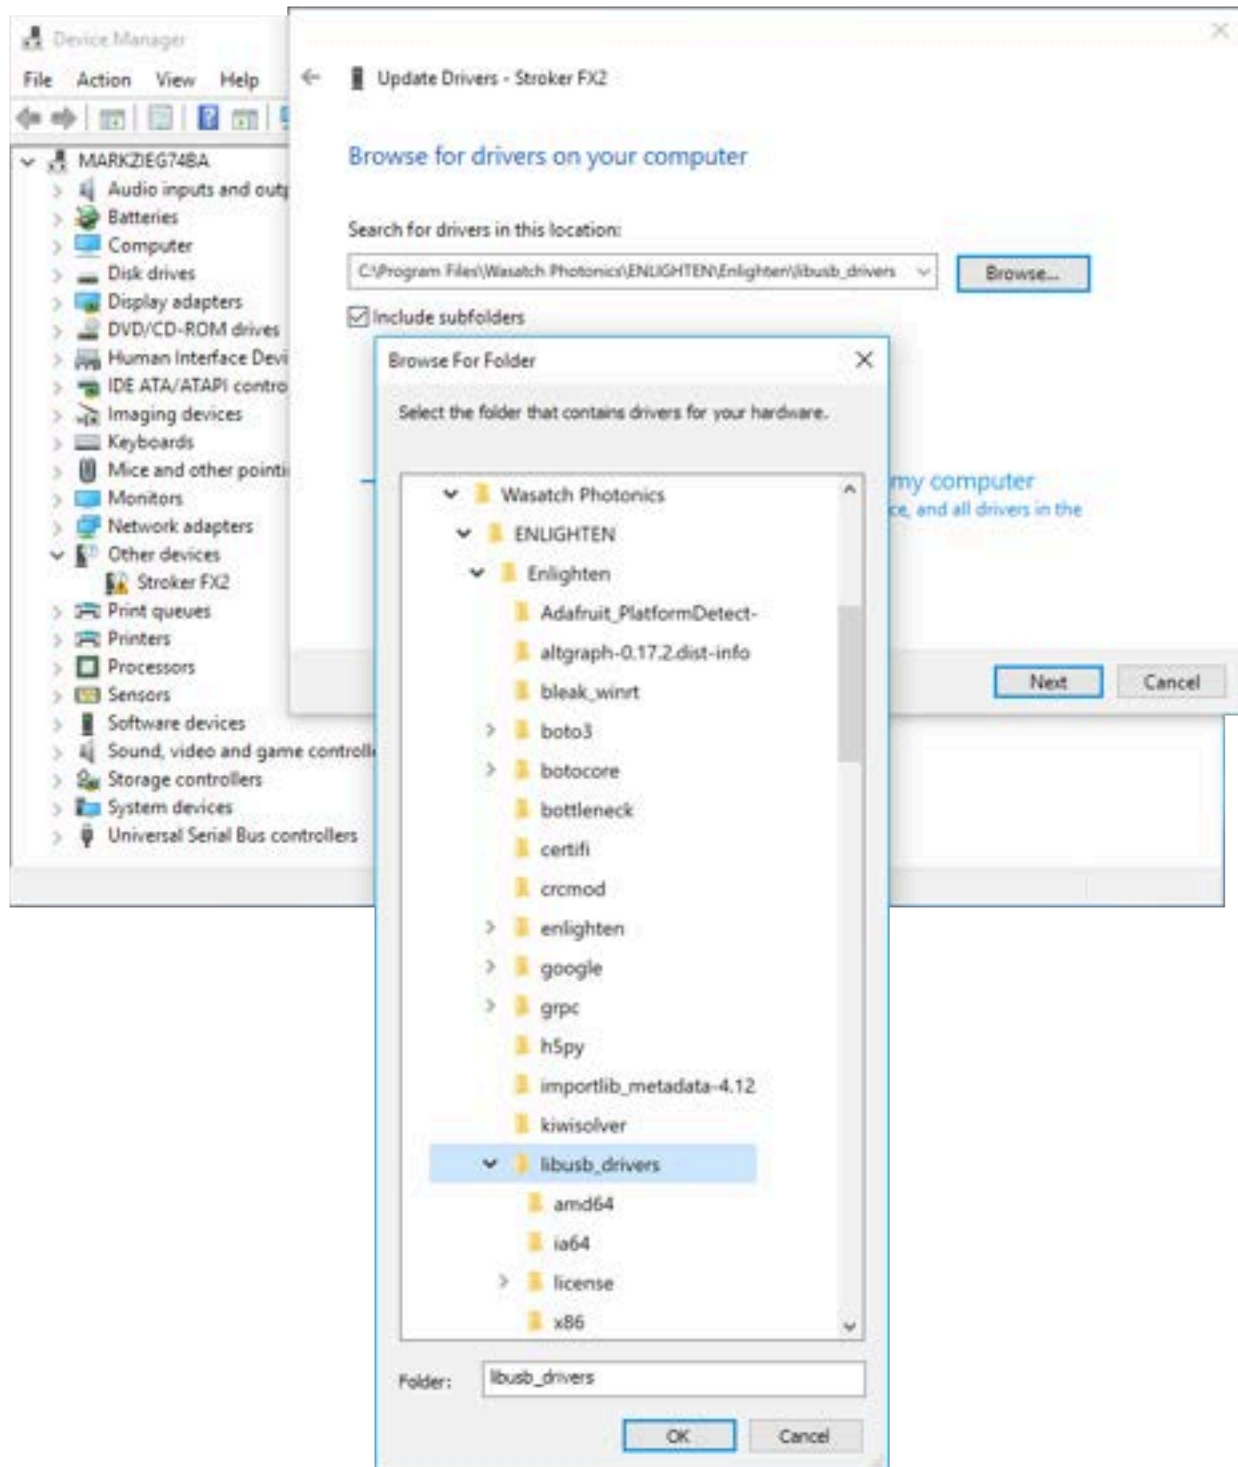 Device Manager
File Action View Help
MARKZIEG74BA
Audio inputs and outp
Batteries
Computer
Disk drives
Display adapters
DVD/CD-ROM drives
Human Interface Devi
IDE ATA/ATAPI contro
Imaging devices
Keyboards
Mice and other pointi
Monitors
Network adapters
Other devices
Stroker FX2
Print queues
Printers
Processors
Sensors
Software devices
Sound, video and game controlle
Storage controllers
System devices
Universal Serial Bus controllers
Update Drivers - Stroker FX2
Browse for drivers on your computer
Search for drivers in this location:
C:\Program Files\Wasatch Photonics\ENLIGHTEN\Enlighten\libusb_drivers
Browse...
Include subfolders
my computer
ce, and all drivers in the
Next Cancel
Browse For Folder
Select the folder that contains drivers for your hardware.
Wasatch Photonics
ENLIGHTEN
Enlighten
Adafruit_PlatformDetect-
altgraph-0.17.2.dist-info
bleak_winrt
boto3
botocore
bottleneck
certifi
crcmod
enlighten
google
grpc
h5py
importlib_metadata-4.12
kiwisolver
libusb_drivers
amd64
ia64
license
x86
Folder: libusb_drivers
OK Cancel